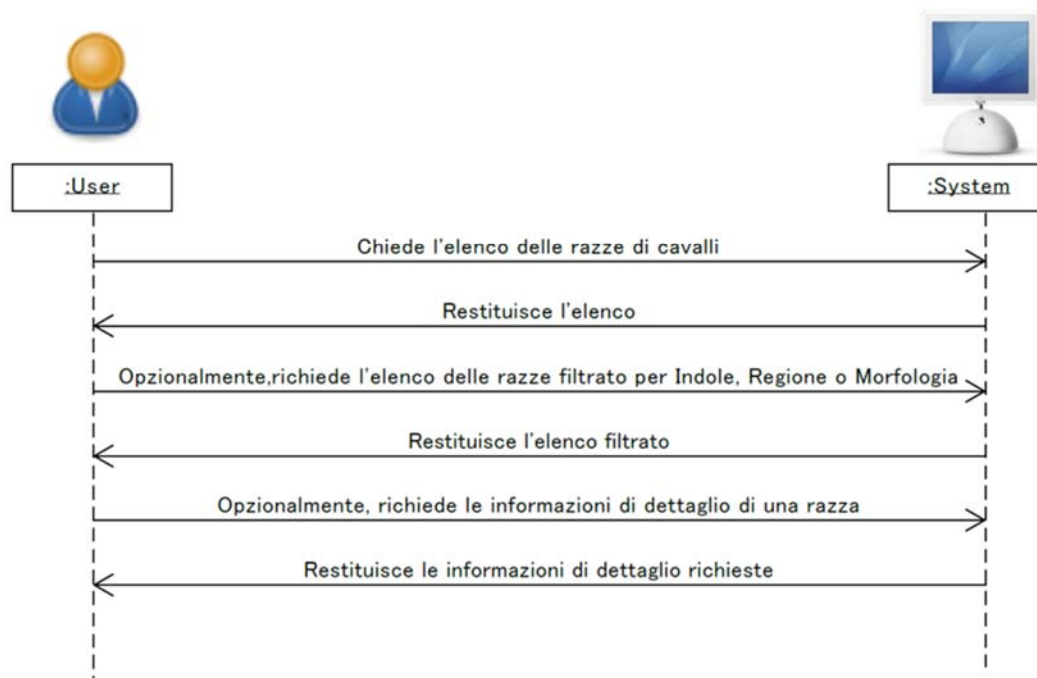 :User
:System
Chiede l'elenco delle razze di cavalli
Restituisce l'elenco
Opzionalmente,richiede l'elenco delle razze filtrato per Indole, Regione o Morfologia
Restituisce l'elenco filtrato
Opzionalmente, richiede le informazioni di dettaglio di una razza
Restituisce le informazioni di dettaglio richieste